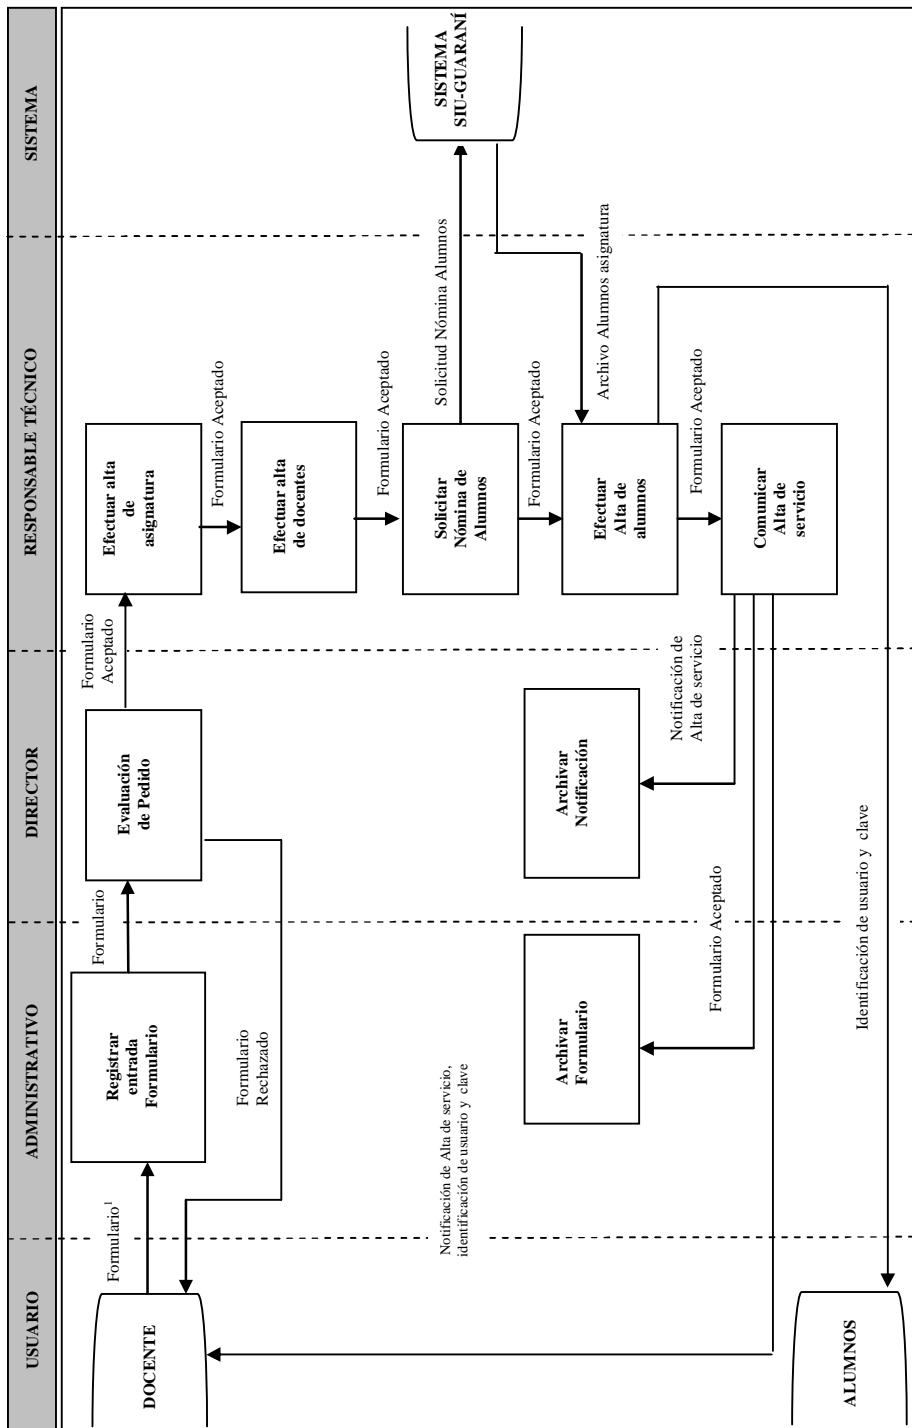 USUARIO
ADMINISTRATIVO
DIRECTOR
RESPONSABLE TÉCNICO
SISTEMA
DOCENTE
Formulario¹
Registrar
entrada
Formulario
Formulario
Evaluación
de Pedido
Formulario
Aceptado
Efectuar alta
de
asignatura
Formulario
Rechazado
Formulario Aceptado
Efectuar alta
de docentes
Formulario Aceptado
Solicitar
Nómina de
Alumnos
Solicitud Nómina Alumnos
SISTEMA
SIU-GUARANÍ
Formulario Aceptado
Archivo Alumnos asignatura
Efectuar
Alta de
alumnos
Formulario Aceptado
Comunicar
Alta de
servicio
Notificación de
Alta de servicio
Archivar
Notificación
Formulario Aceptado
Archivar
Formulario
Notificación de Alta de servicio,
identificación de usuario y clave
Identificación de usuario y clave
ALUMNOS